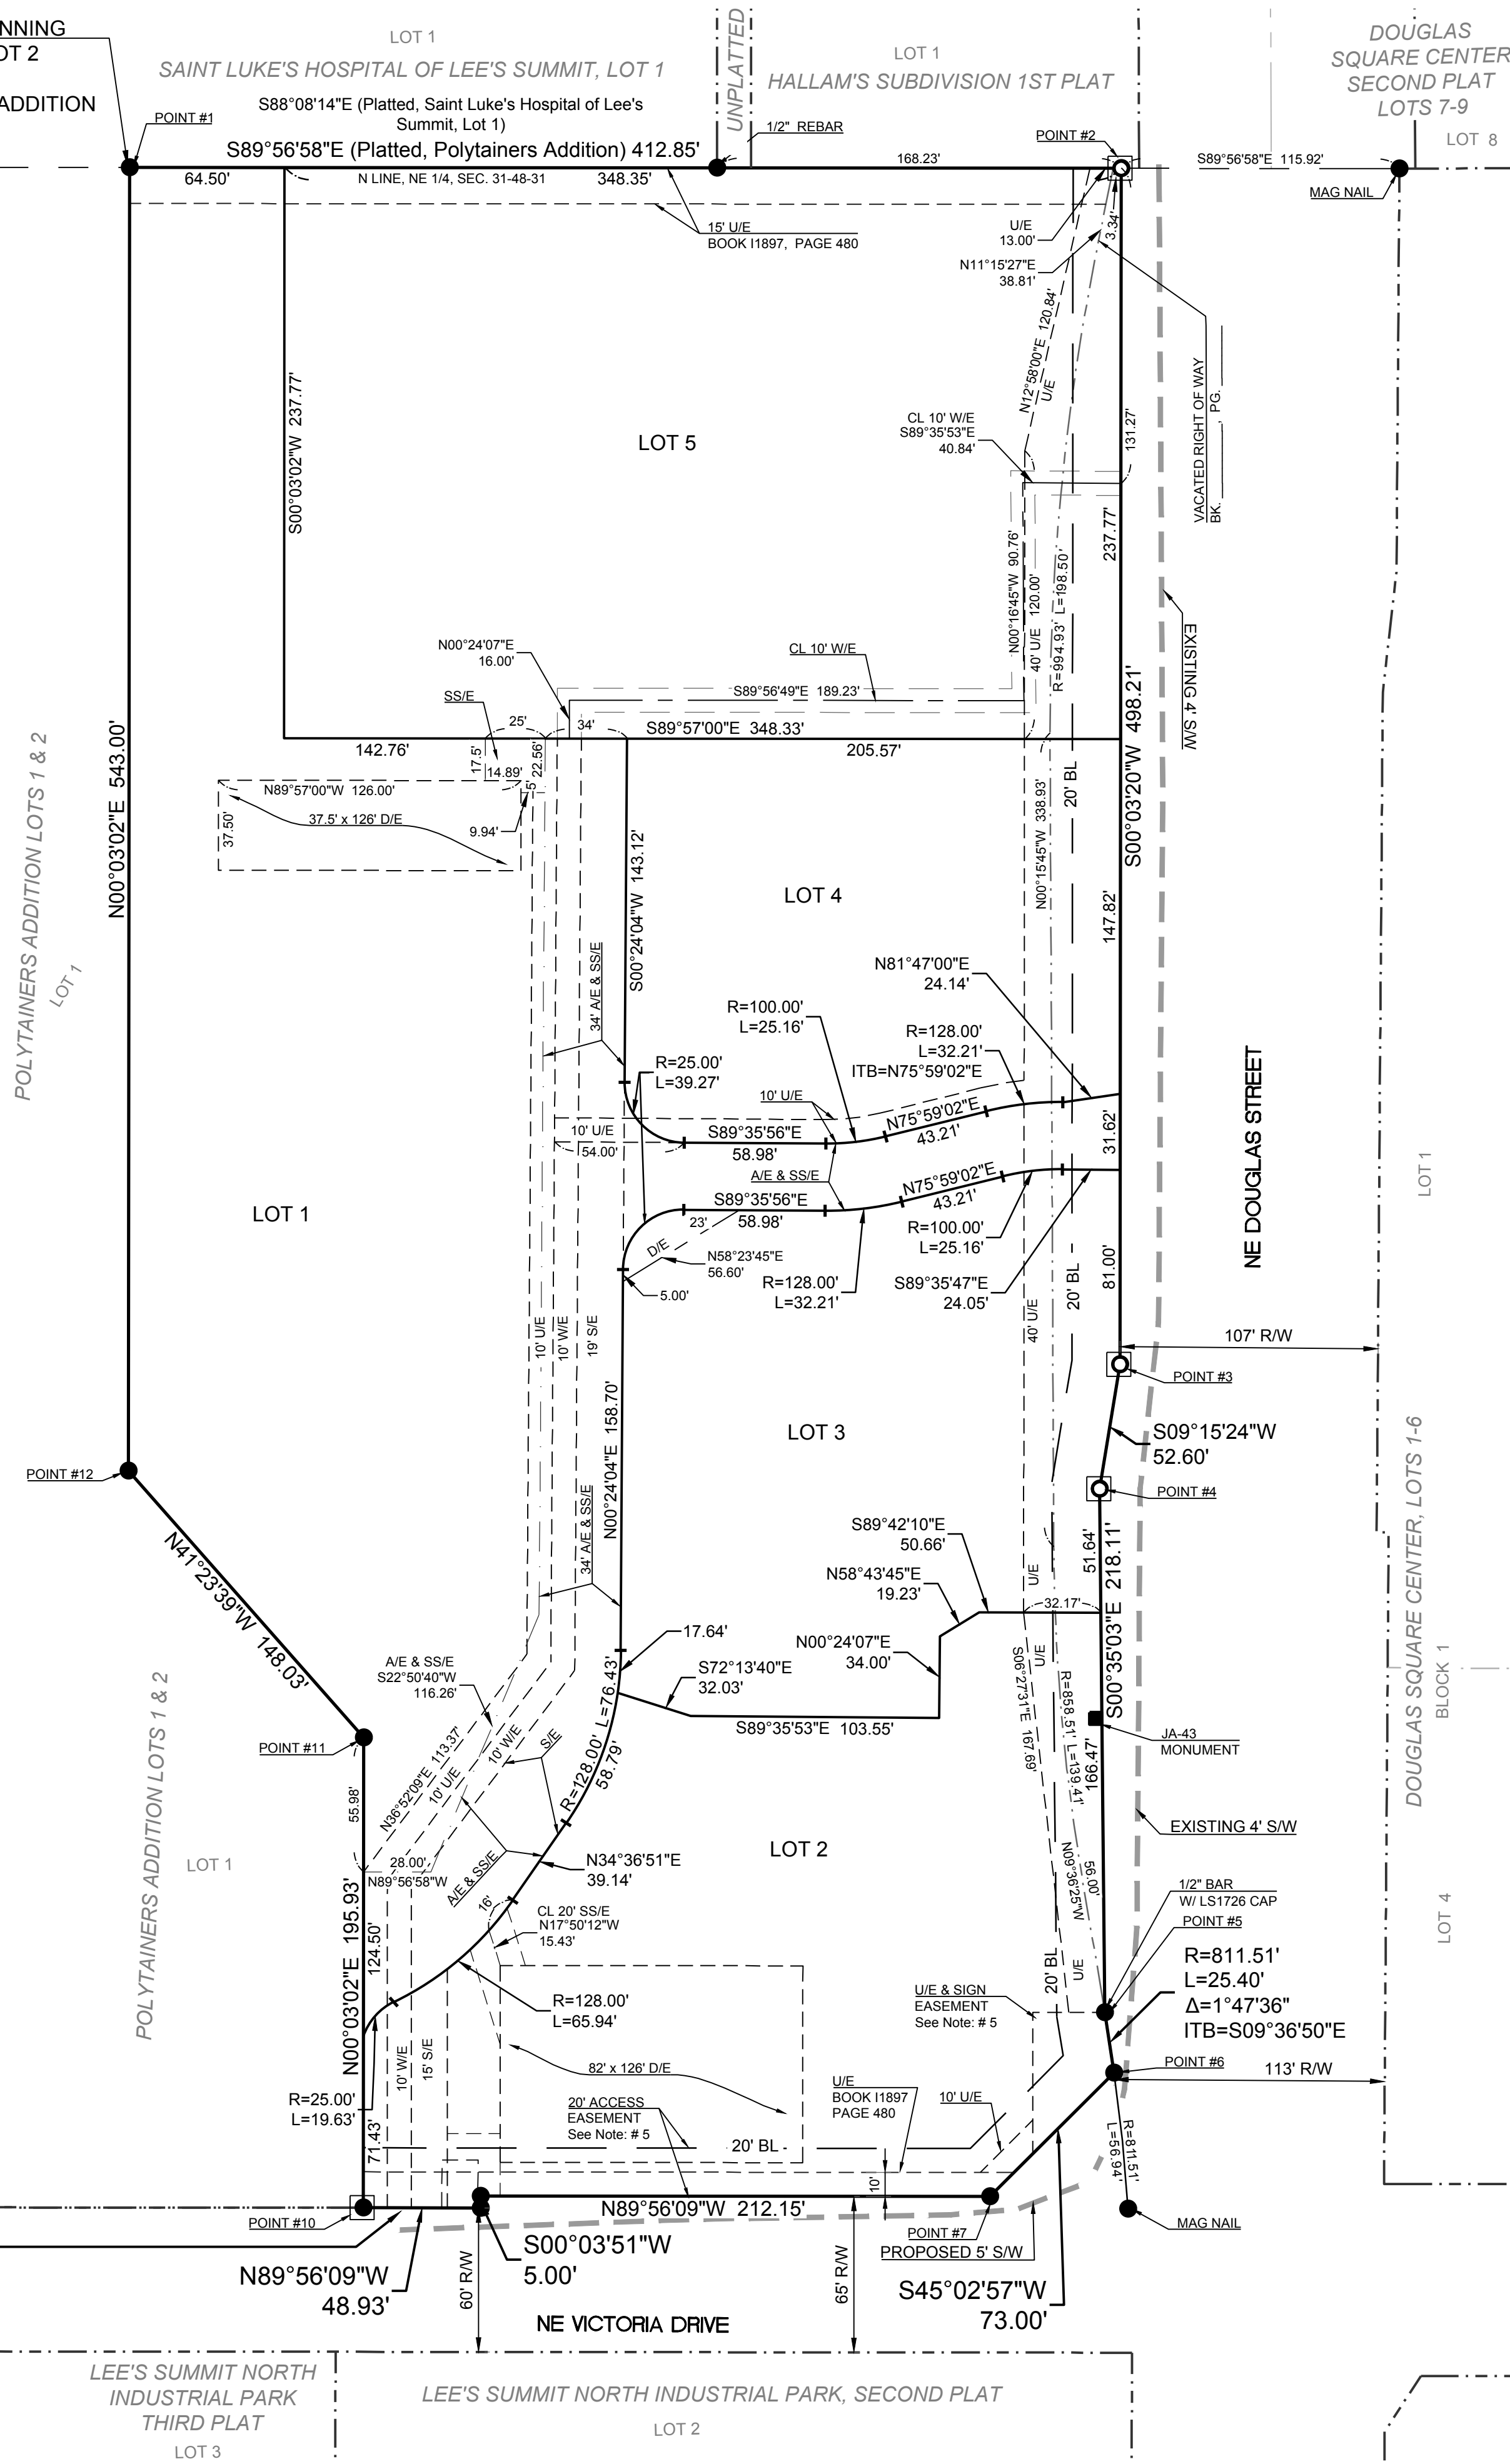 NNING
OT 2
ADDITION
POINT #1
LOT 1
SAINT LUKE'S HOSPITAL OF LEE'S SUMMIT, LOT 1
S88°08'14"E (Platted, Saint Luke's Hospital of Lee's
Summit, Lot 1)
S89°56'58"E (Platted, Polytainers Addition) 412.85'
64.50'
N LINE, NE 1/4, SEC. 31-48-31
348.35'
UNPLATTED
1/2" REBAR
LOT 1
HALLAM'S SUBDIVISION 1ST PLAT
168.23'
POINT #2
DOUGLAS
SQUARE CENTER
SECOND PLAT
LOTS 7-9
LOT 8
S89°56'58"E 115.92'
MAG NAIL
15' U/E
BOOK I1897, PAGE 480
U/E
13.00'
3.34'
N11°15'27"E
38.81'
N12°58'00"E 120.84'
U/E
VACATED RIGHT OF WAY
BK. ______, PG. ______
S00°03'02"W 237.77'
LOT 5
CL 10' W/E
S89°35'53"E
40.84'
131.27'
237.77'
N00°16'45"W 90.76'
40' U/E 120.00'
R=994.93' L=198.50'
EXISTING 4' S/W
N00°24'07"E
16.00'
CL 10' W/E
S89°56'49"E 189.23'
SS/E
25'
34'
S89°57'00"E 348.33'
142.76'
205.57'
17.5'
14.89'
22.56'
5'
N89°57'00"W 126.00'
37.50'
37.5' x 126' D/E
9.94'
N00°03'02"E 543.00'
POLYTAINERS ADDITION LOTS 1 & 2
LOT 1
S00°03'20"W 498.21'
20' BL
N00°15'45"W 338.93'
S00°24'04"W 143.12'
LOT 4
147.82'
34' A/E & SS/E
N81°47'00"E
24.14'
R=100.00'
L=25.16'
R=128.00'
L=32.21'
ITB=N75°59'02"E
R=25.00'
L=39.27'
10' U/E
10' U/E
54.00'
S89°35'56"E
58.98'
N75°59'02"E
43.21'
31.62'
A/E & SS/E
N75°59'02"E
43.21'
S89°35'56"E
58.98'
23'
D/E
N58°23'45"E
56.60'
5.00'
R=128.00'
L=32.21'
R=100.00'
L=25.16'
S89°35'47"E
24.05'
81.00'
20' BL
40' U/E
NE DOUGLAS STREET
LOT 1
LOT 1
10' U/E
10' W/E
19' S/E
107' R/W
POINT #3
N00°24'04"E 158.70'
LOT 3
S09°15'24"W
52.60'
POINT #12
POINT #4
N41°23'39"W 148.03'
34' A/E & SS/E
S89°42'10"E
50.66'
N58°43'45"E
19.23'
51.64'
S00°35'03"E 218.11'
U/E
32.17'
17.64'
N00°24'07"E
34.00'
S72°13'40"E
32.03'
S89°35'53"E 103.55'
U/E
S06°27'31"E 167.69'
R=858.51' L=139.41'
DOUGLAS SQUARE CENTER, LOTS 1-6
BLOCK 1
A/E & SS/E
S22°50'40"W
116.26'
POINT #11
R=128.00' L=76.43'
58.79'
JA-43
MONUMENT
166.47'
N36°52'09"E 113.37'
10' U/E
10' W/E
S/E
55.98'
POLYTAINERS ADDITION LOTS 1 & 2
LOT 1
28.00'
N89°56'58"W
A/E & SS/E
N34°36'51"E
39.14'
LOT 2
EXISTING 4' S/W
N09°36'25"W
56.00'
1/2" BAR
W/ LS1726 CAP
POINT #5
LOT 4
N00°03'02"E 195.93'
124.50'
16'
CL 20' SS/E
N17°50'12"W
15.43'
20' BL
U/E
R=811.51'
L=25.40'
Δ=1°47'36"
ITB=S09°36'50"E
R=128.00'
L=65.94'
U/E & SIGN
EASEMENT
See Note: # 5
10' W/E
15' S/E
82' x 126' D/E
POINT #6
113' R/W
R=25.00'
L=19.63'
20' ACCESS
EASEMENT
See Note: # 5
U/E
BOOK I1897
PAGE 480
10' U/E
71.43'
20' BL
10'
R=811.51'
L=56.94'
POINT #10
N89°56'09"W 212.15'
POINT #7
PROPOSED 5' S/W
MAG NAIL
S00°03'51"W
5.00'
N89°56'09"W
48.93'
60' R/W
65' R/W
S45°02'57"W
73.00'
NE VICTORIA DRIVE
LEE'S SUMMIT NORTH
INDUSTRIAL PARK
THIRD PLAT
LOT 3
LEE'S SUMMIT NORTH INDUSTRIAL PARK, SECOND PLAT
LOT 2